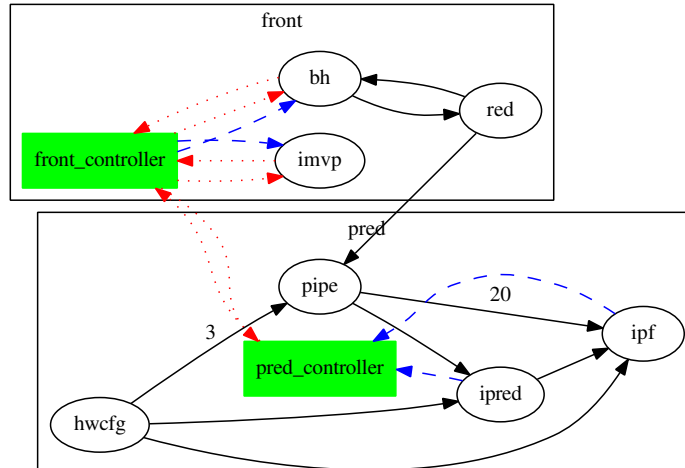 front
bh
red
front_controller
imvp
pred
pipe
20
3
ipf
pred_controller
ipred
hwcfg